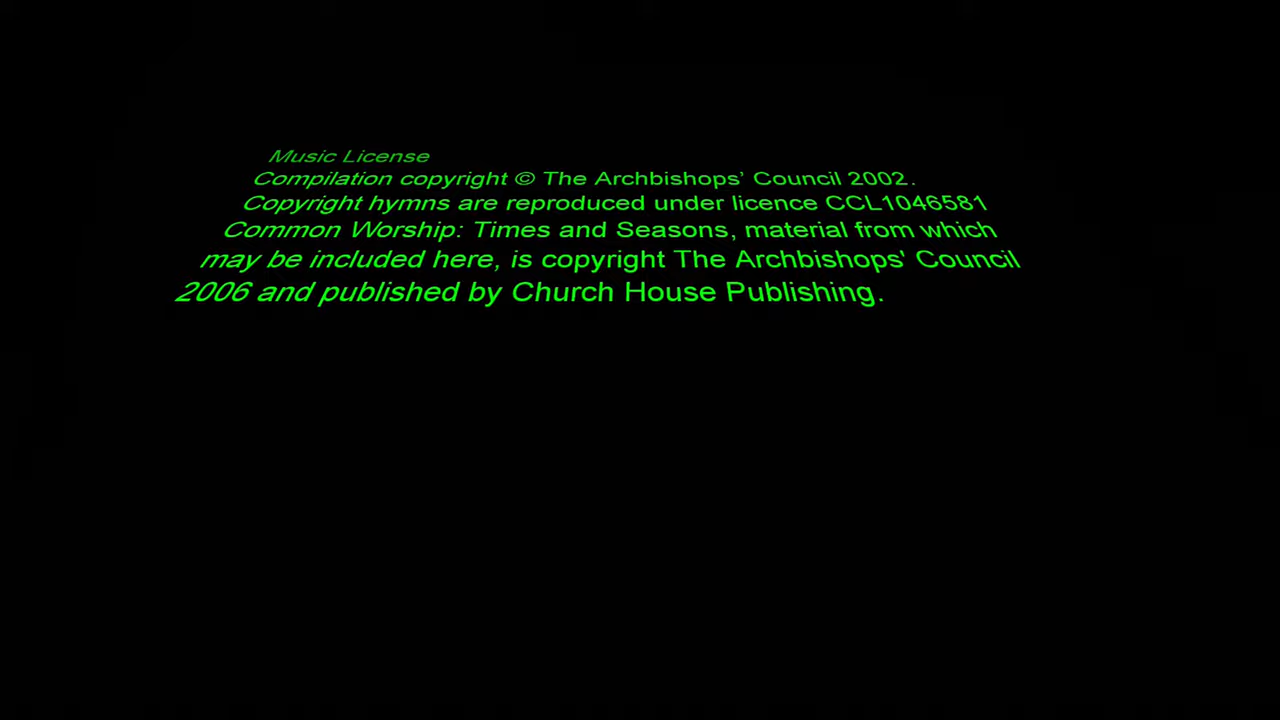 Music License
Compilation copyright © The Archbishops’ Council 2002.
Copyright hymns are reproduced under licence CCL1046581
Common Worship: Times and Seasons, material from which
may be included here, is copyright The Archbishops' Council
2006 and published by Church House Publishing.